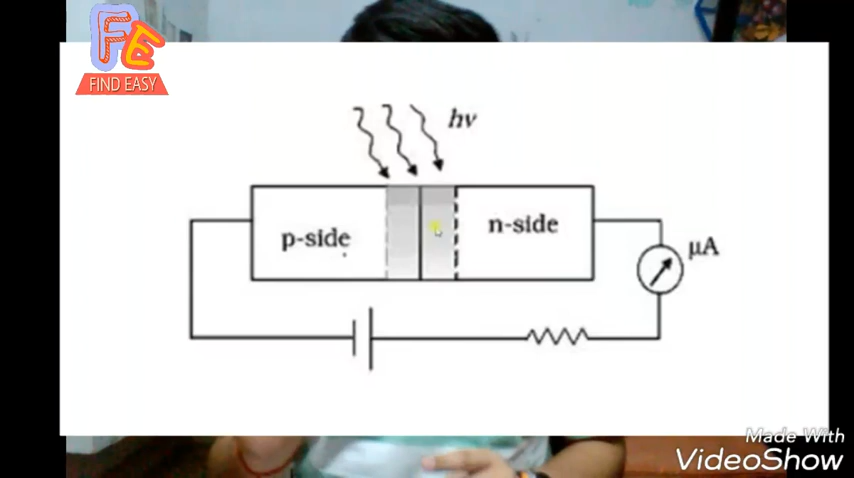 FE
FIND EASY
hν
p-side
n-side
μA
Made With
VideoShow